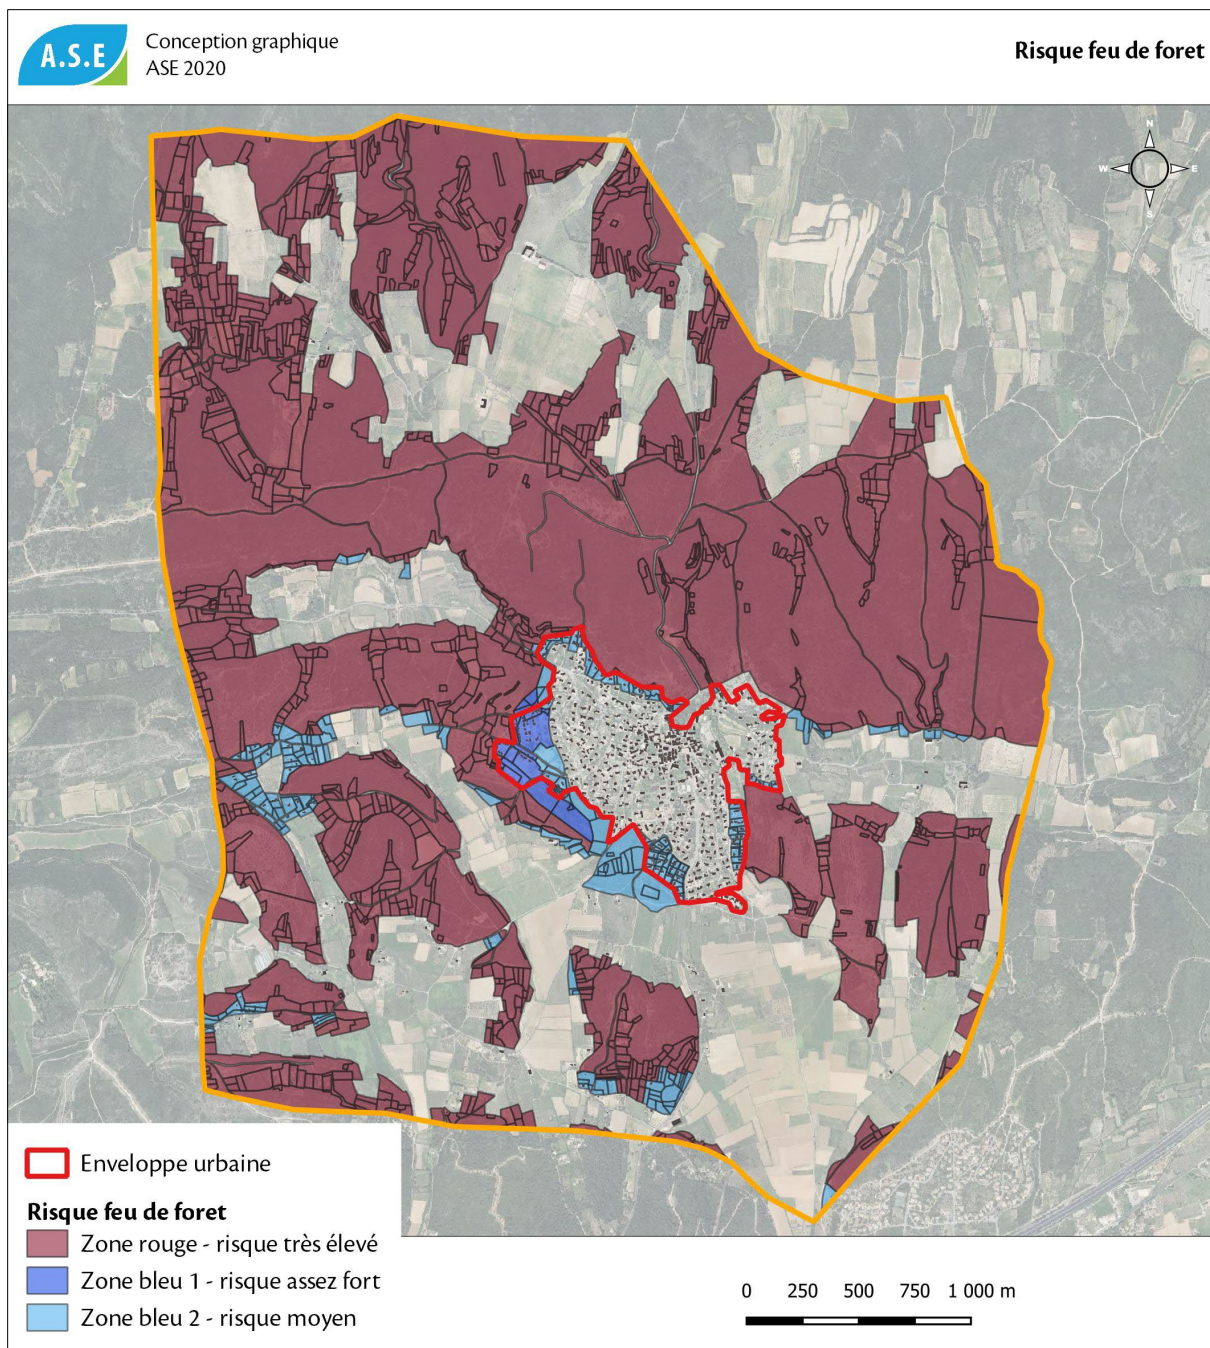 A.S.E
Conception graphique
ASE 2020
Risque feu de foret
N
W E
S
Enveloppe urbaine
Risque feu de foret
Zone rouge - risque très élevé
Zone bleu 1 - risque assez fort
Zone bleu 2 - risque moyen
0 250 500 750 1 000 m